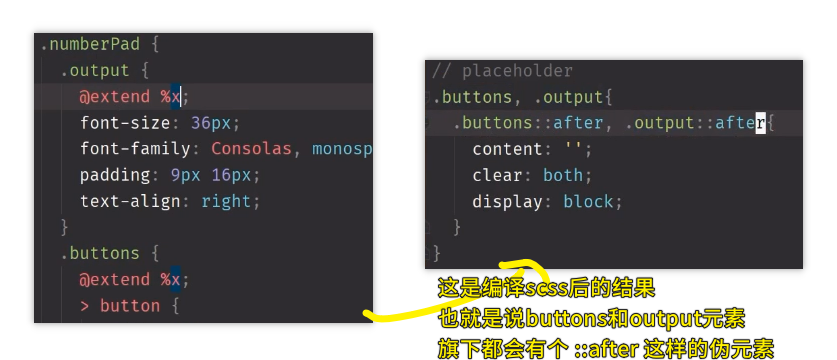 .numberPad {
.output {
@extend %x;
font-size: 36px;
font-family: Consolas, monosp
padding: 9px 16px;
text-align: right;
}
.buttons {
@extend %x;
> button {
// placeholder
.buttons, .output{
.buttons::after, .output::after{
content: '';
clear: both;
display: block;
}
}
这是编译scss后的结果
也就是说buttons和output元素
旗下都会有个 ::after 这样的伪元素